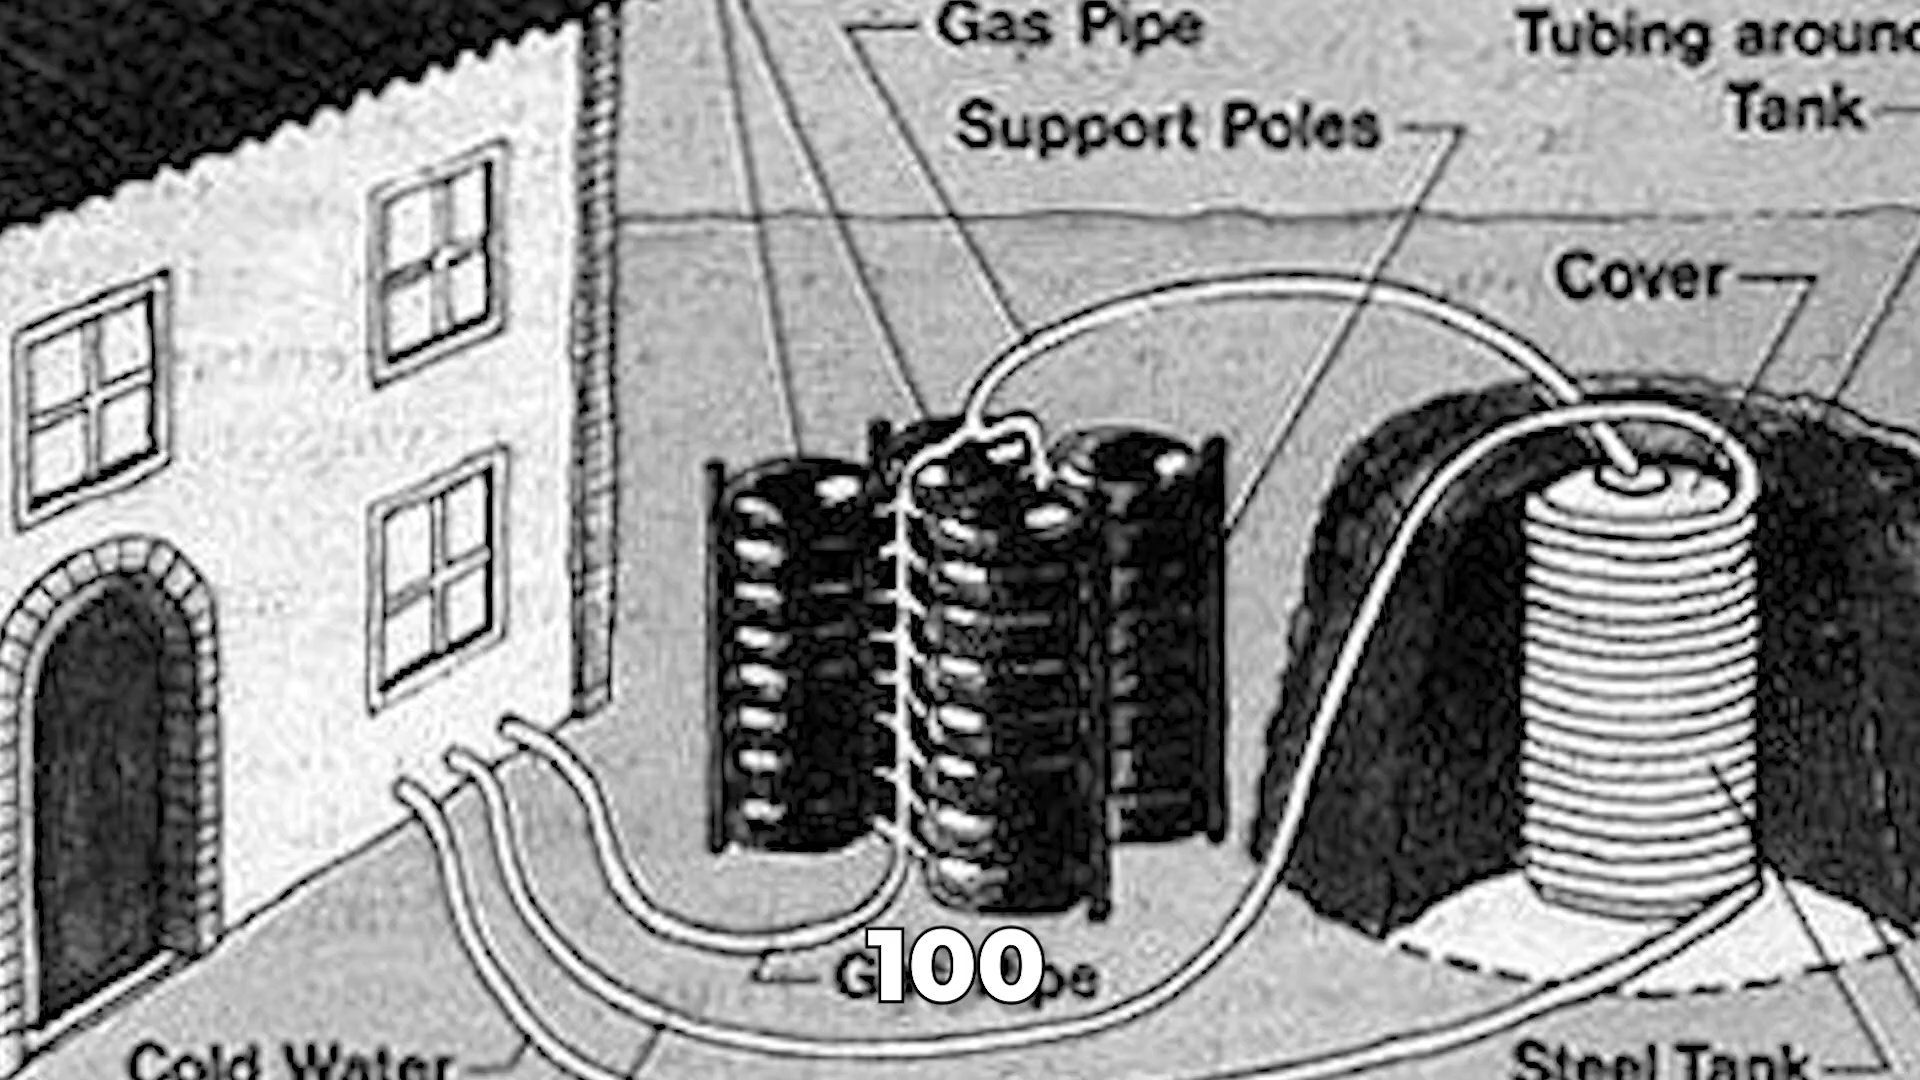 Gas Pipe
Tubing around
Tank
Support Poles
Cover
100
Cold Water
Steel Tank